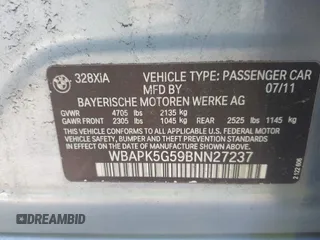 328XiA
VEHICLE TYPE: PASSENGER CAR
MFD BY
07/11
BAYERISCHE MOTOREN WERKE AG
GVWR 4705 lbs 2135 kg
GAWR FRONT 2305 lbs 1045 kg REAR 2525 lbs 1145 kg
THIS VEHICLE CONFORMS TO ALL APPLICABLE FEDERAL MOTOR VEHICLE
SAFETY, BUMPER, AND THEFT PREVENTION STANDARDS IN EFFECT
ON THE DATE OF MANUFACTURE SHOWN ABOVE.
WBAPK5G59BNN27237
DREAMBID